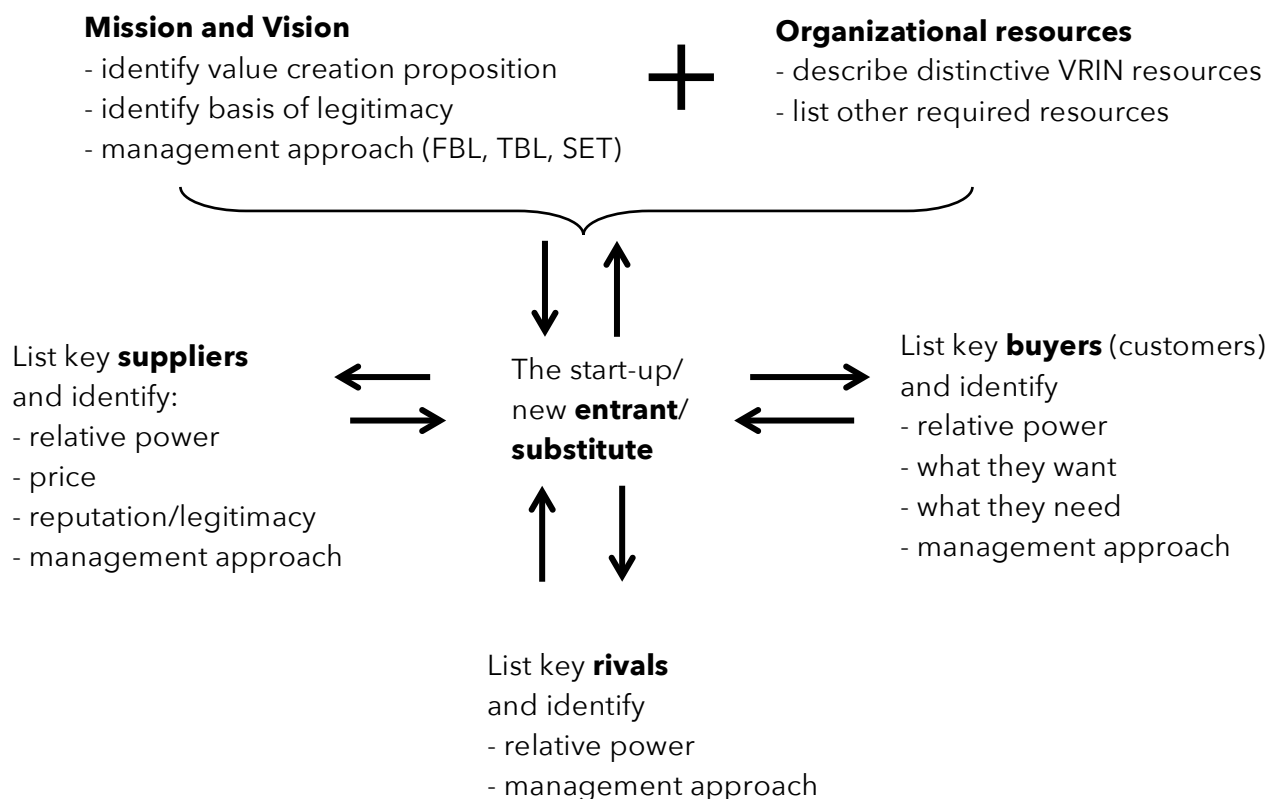 Mission and Vision
- identify value creation proposition
- identify basis of legitimacy
- management approach (FBL, TBL, SET)
+
Organizational resources
- describe distinctive VRIN resources
- list other required resources
List key suppliers
and identify:
- relative power
- price
- reputation/legitimacy
- management approach
The start-up/
new entrant/
substitute
List key buyers (customers)
and identify
- relative power
- what they want
- what they need
- management approach
List key rivals
and identify
- relative power
- management approach